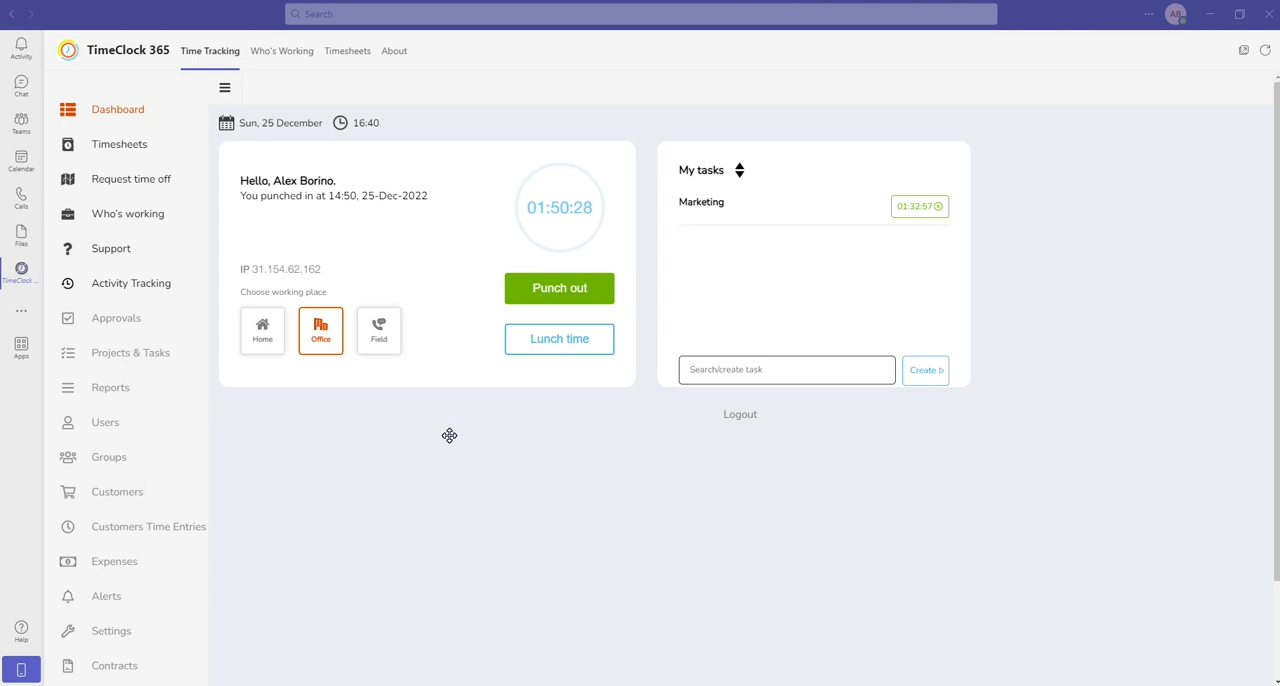 Search
AB
Activity
Chat
Teams
Calendar
Calls
Files
TimeClock ...
Apps
Help
TimeClock 365
Time Tracking
Who's Working
Timesheets
About
Dashboard
Timesheets
Request time off
Who's working
Support
Activity Tracking
Approvals
Projects & Tasks
Reports
Users
Groups
Customers
Customers Time Entries
Expenses
Alerts
Settings
Contracts
Sun, 25 December
16:40
Hello, Alex Borino.
You punched in at 14:50, 25-Dec-2022
01:50:28
IP 31.154.62.162
Choose working place
Home
Office
Field
Punch out
Lunch time
My tasks
Marketing
01:32:57
Search/create task
Create
Logout